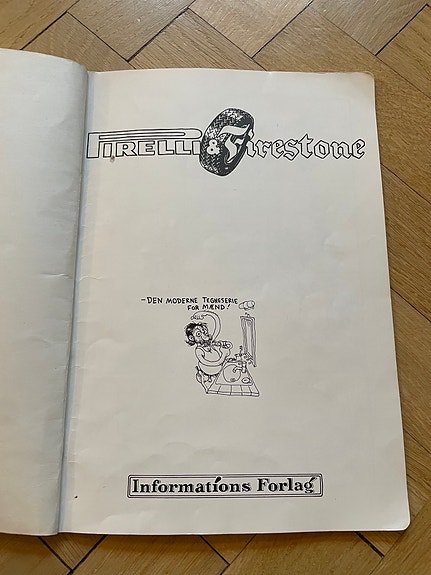 PIRELLI & Firestone
- DEN MODERNE TEGNESERIE
FOR MÆND!
Informations Forlag